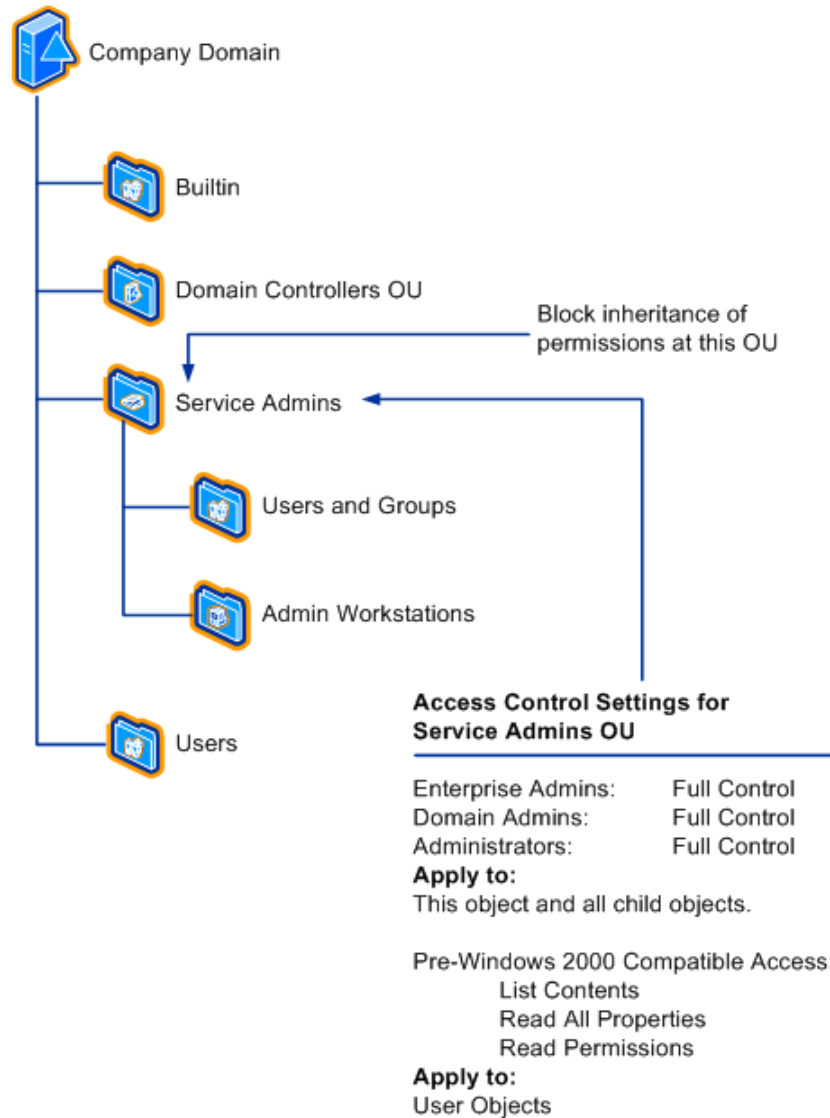 Company Domain
Builtin
Domain Controllers OU
Block inheritance of
permissions at this OU
Service Admins
Users and Groups
Admin Workstations
Users
Access Control Settings for
Service Admins OU
Enterprise Admins: Full Control
Domain Admins: Full Control
Administrators: Full Control
Apply to:
This object and all child objects.
Pre-Windows 2000 Compatible Access:
List Contents
Read All Properties
Read Permissions
Apply to:
User Objects